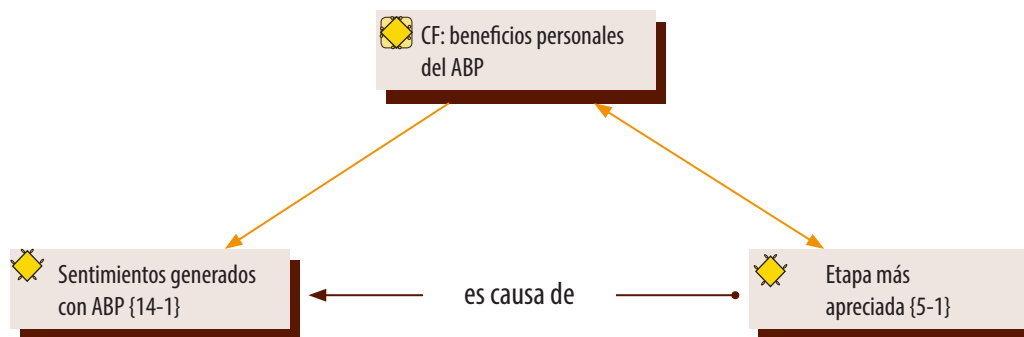 CF: beneficios personales
del ABP
Sentimientos generados
con ABP {14-1}
es causa de
Etapa más
apreciada {5-1}